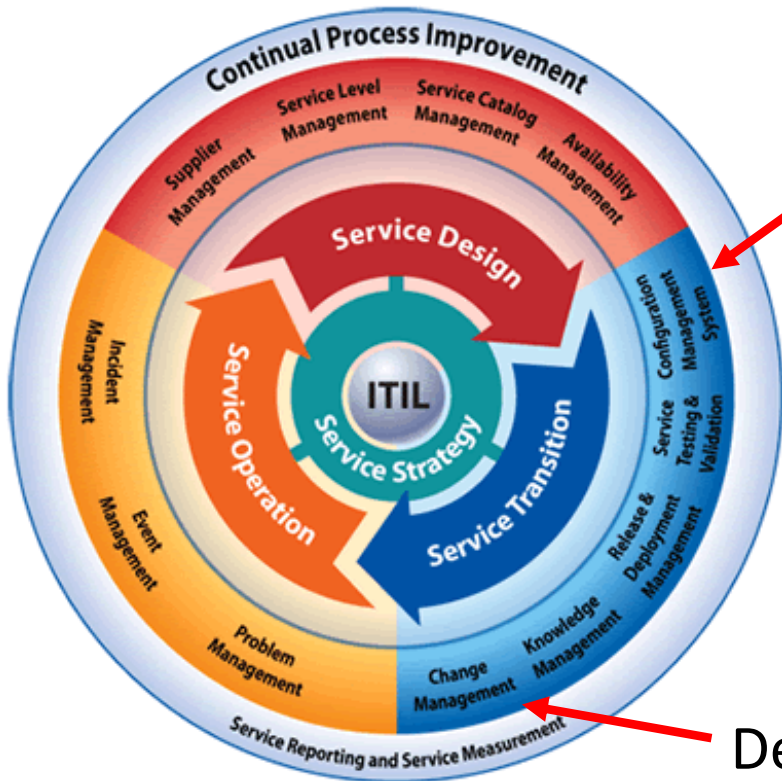 Continual Process Improvement
Supplier
Management
Service Level
Management
Service Catalog
Management
Availability
Management
Configuration
Management
System
Service
Testing &
Validation
Release &
Deployment
Management
Knowledge
Management
Change
Management
Problem
Management
Event
Management
Incident
Management
Service Design
Service Transition
Service Operation
Service Strategy
ITIL
Service Reporting and Service Measurement
De